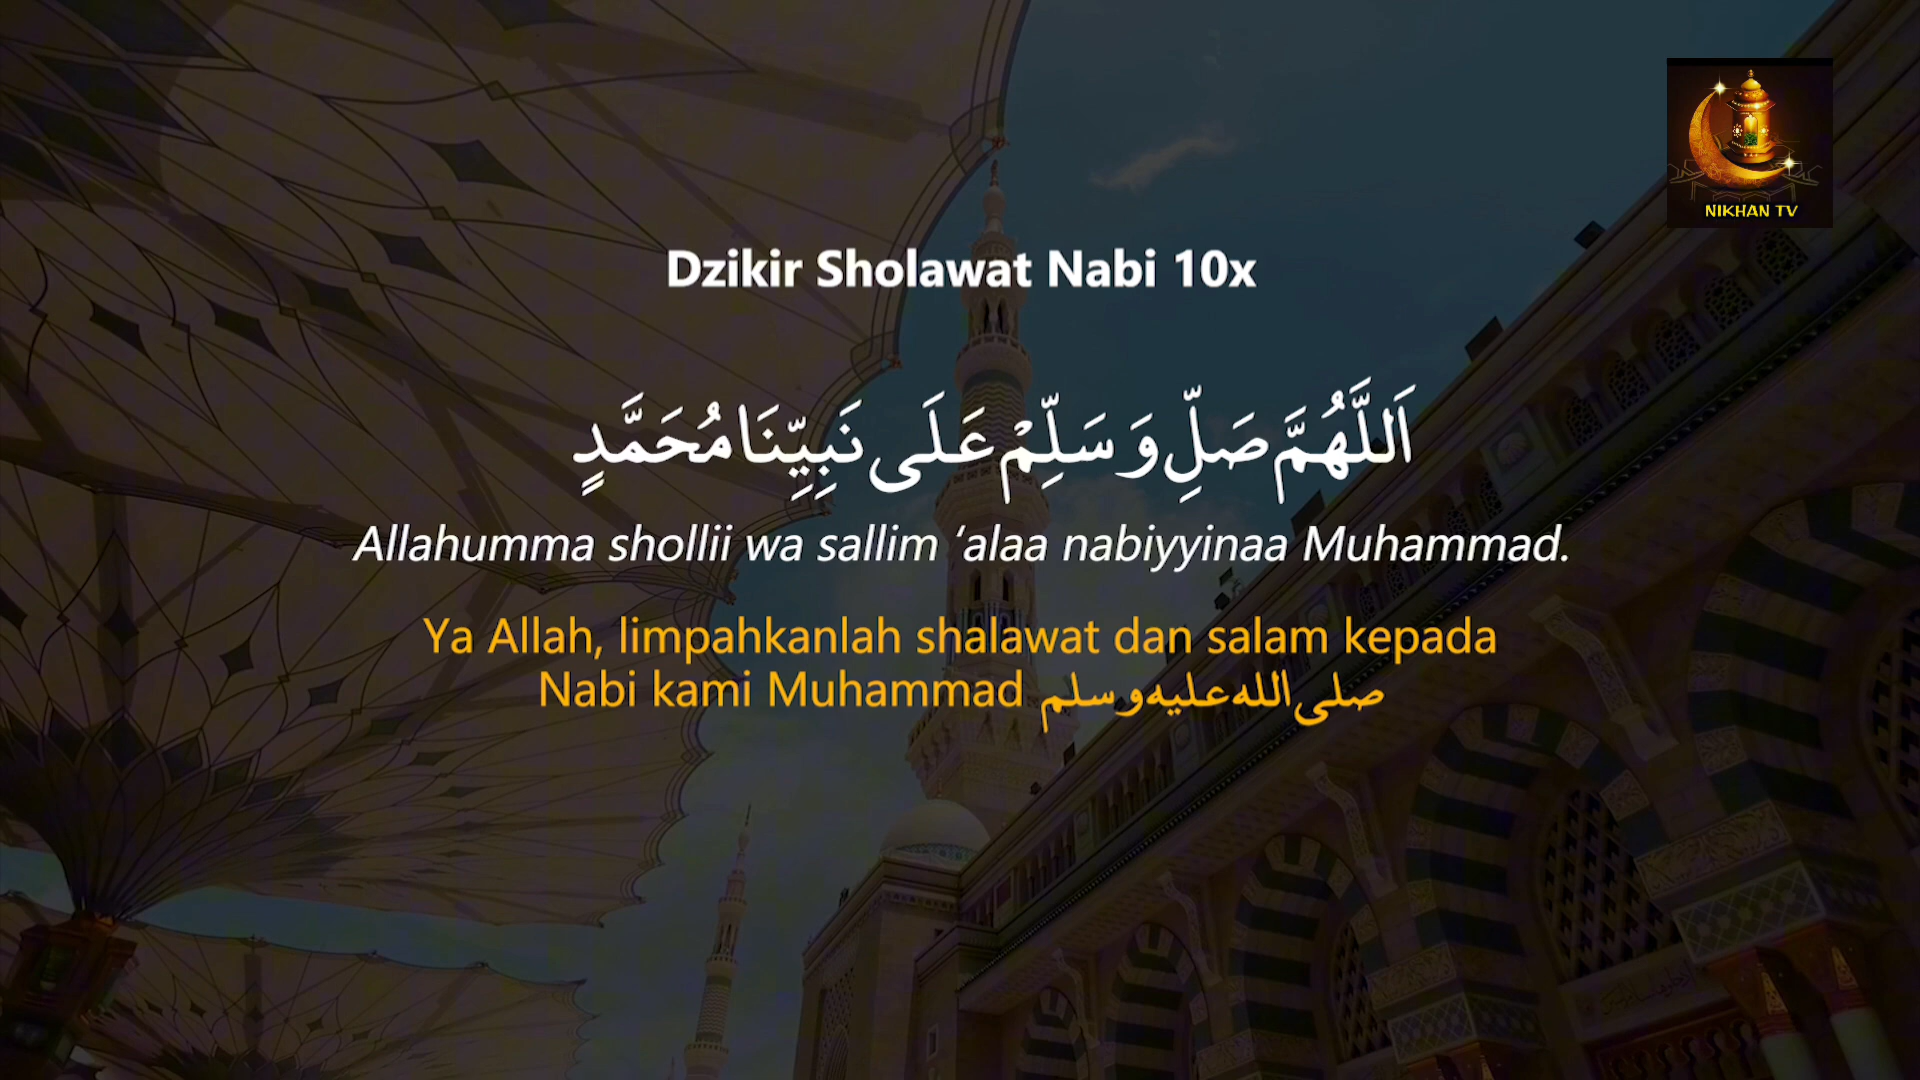 NIKHAN TV
Dzikir Sholawat Nabi 10x
اَللَّهُمَّ صَلِّ وَ سَلِّمْ عَلَى نَبِيِّنَا مُحَمَّدٍ
Allahumma shollii wa sallim ‘alaa nabiyyinaa Muhammad.
Ya Allah, limpahkanlah shalawat dan salam kepada
Nabi kami Muhammad صلى الله عليه وسلم